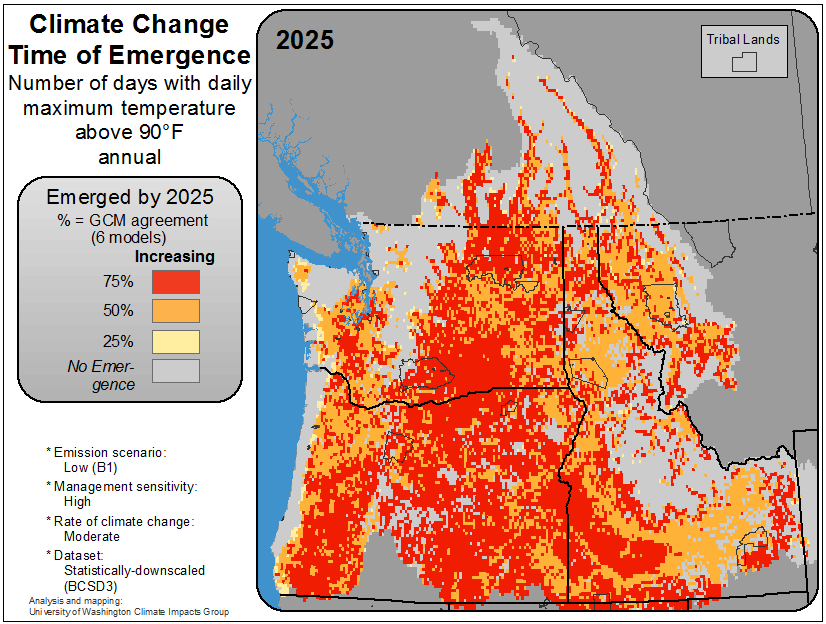 Climate Change
Time of Emergence
Number of days with daily
maximum temperature
above 90°F
annual
Emerged by 2025
% = GCM agreement
(6 models)
Increasing
75%
50%
25%
No Emer-
gence
* Emission scenario:
Low (B1)
* Management sensitivity:
High
* Rate of climate change:
Moderate
* Dataset:
Statistically-downscaled
(BCSD3)
Analysis and mapping:
University of Washington Climate Impacts Group
2025
Tribal Lands